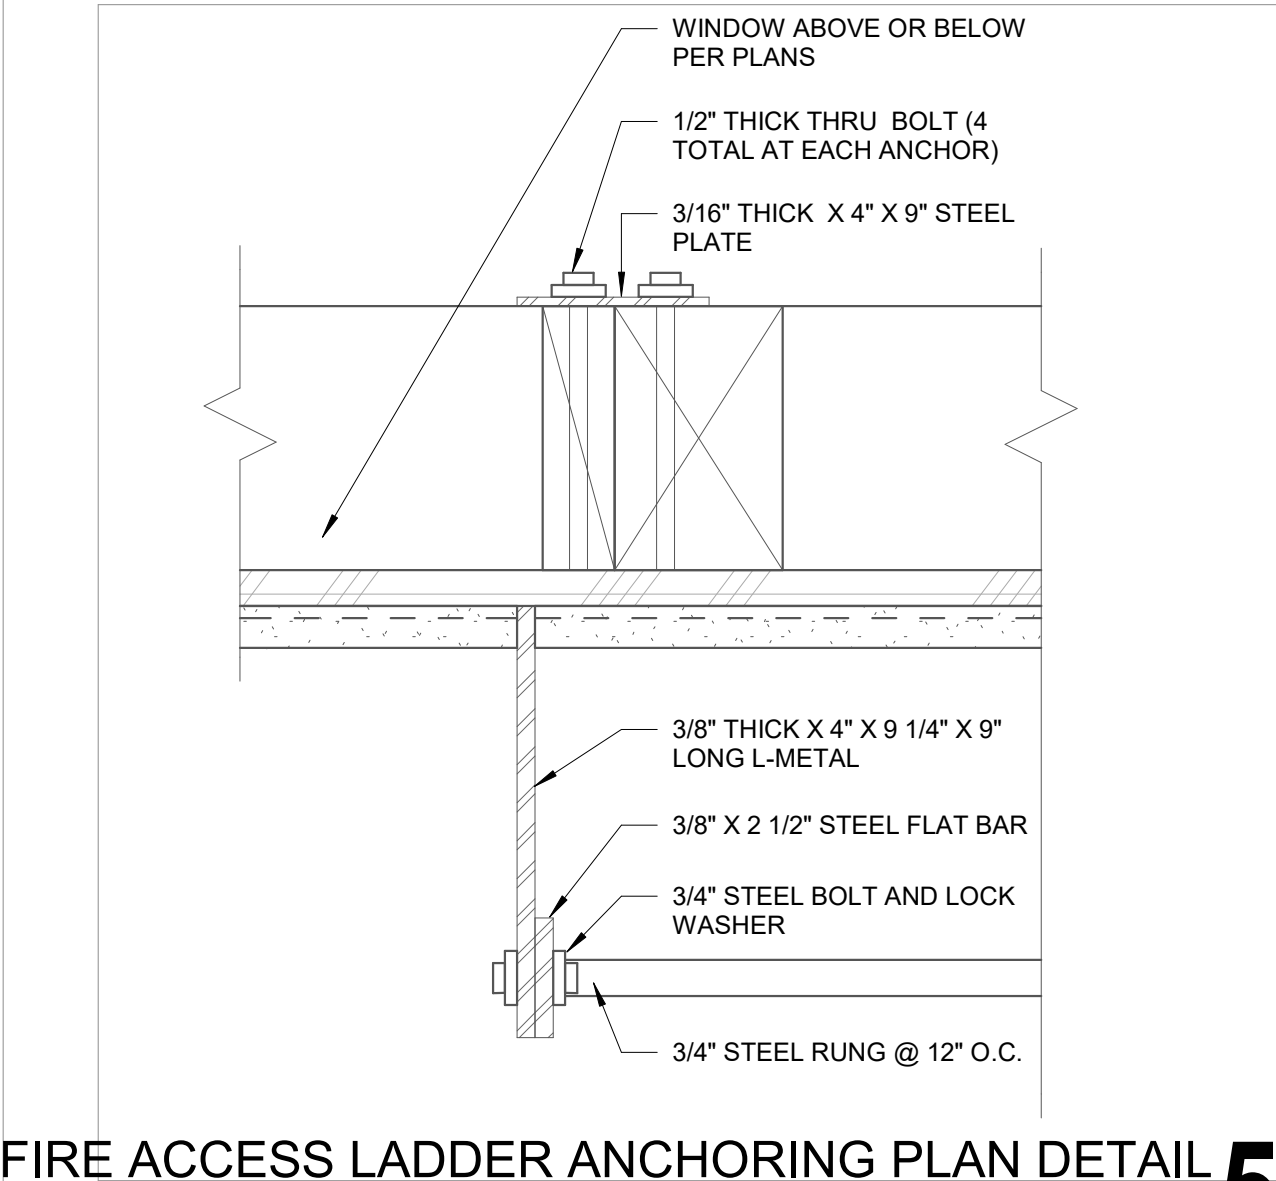 WINDOW ABOVE OR BELOW
PER PLANS
1/2" THICK THRU BOLT (4
TOTAL AT EACH ANCHOR)
3/16" THICK X 4" X 9" STEEL
PLATE
3/8" THICK X 4" X 9 1/4" X 9"
LONG L-METAL
3/8" X 2 1/2" STEEL FLAT BAR
3/4" STEEL BOLT AND LOCK
WASHER
3/4" STEEL RUNG @ 12" O.C.
FIRE ACCESS LADDER ANCHORING PLAN DETAIL 5